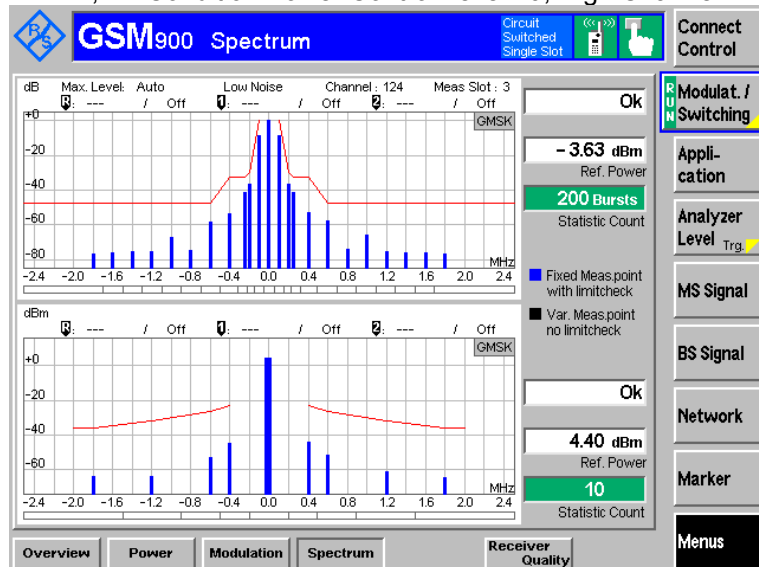 R/S
GSM900 Spectrum
Circuit
Switched
Single Slot
Connect
Control
dB Max. Level: Auto Low Noise Channel : 124 Meas Slot : 3
R: --- / Off 1: --- / Off 2: --- / Off
GMSK
+0
-20
-40
-60
-80
MHz
-2.4 -2.0 -1.6 -1.2 -0.8 -0.4 0.0 0.4 0.8 1.2 1.6 2.0 2.4
Ok
- 3.63 dBm
Ref. Power
200 Bursts
Statistic Count
Fixed Meas.point
with limitcheck
Var. Meas.point
no limitcheck
dBm
R: --- / Off 1: --- / Off 2: --- / Off
GMSK
+0
-20
-40
-60
MHz
-2.4 -2.0 -1.6 -1.2 -0.8 -0.4 0.0 0.4 0.8 1.2 1.6 2.0 2.4
Ok
4.40 dBm
Ref. Power
10
Statistic Count
RUN
Modulat. /
Switching
Appli-
cation
Analyzer
Level Trg.
MS Signal
BS Signal
Network
Marker
Menus
Overview Power Modulation Spectrum Receiver
Quality